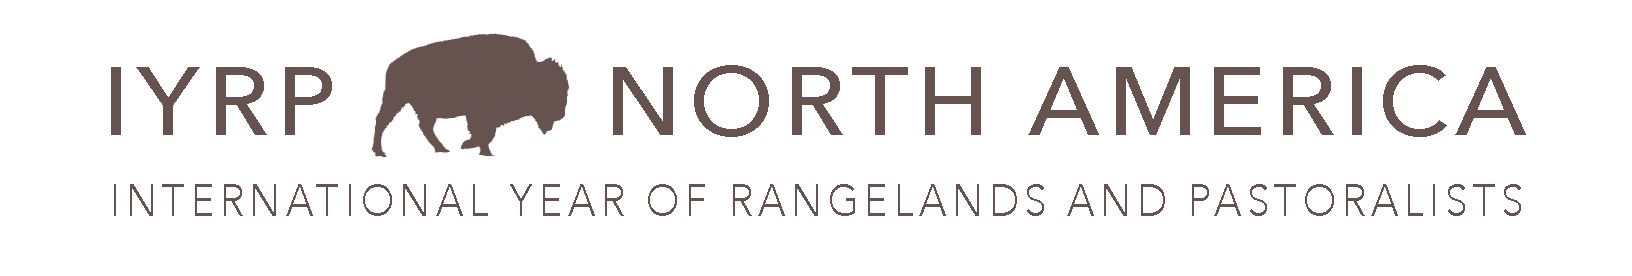 IYRP NORTH AMERICA
INTERNATIONAL YEAR OF RANGELANDS AND PASTORALISTS